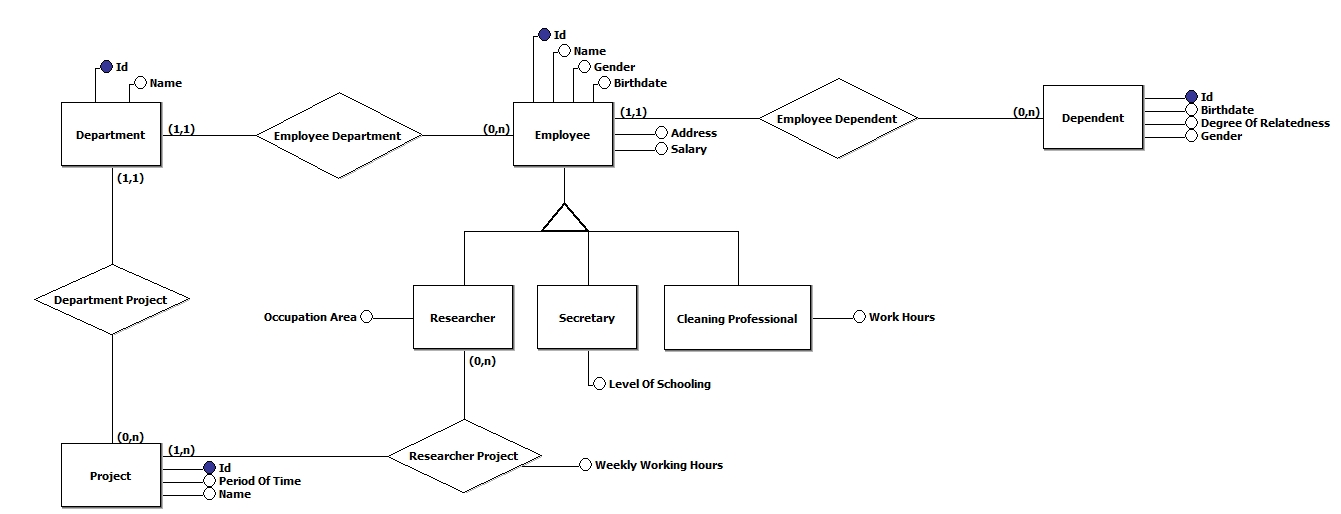 Id
Name
Gender
Birthdate
Id
Name
Department
(1,1)
Employee Department
(0,n)
Employee
(1,1)
Address
Salary
Employee Dependent
(0,n)
Dependent
Id
Birthdate
Degree Of Relatedness
Gender
(1,1)
Department Project
Occupation Area
Researcher
Secretary
Cleaning Professional
Work Hours
(0,n)
Level Of Schooling
(0,n)
(1,n)
Project
Id
Period Of Time
Name
Researcher Project
Weekly Working Hours